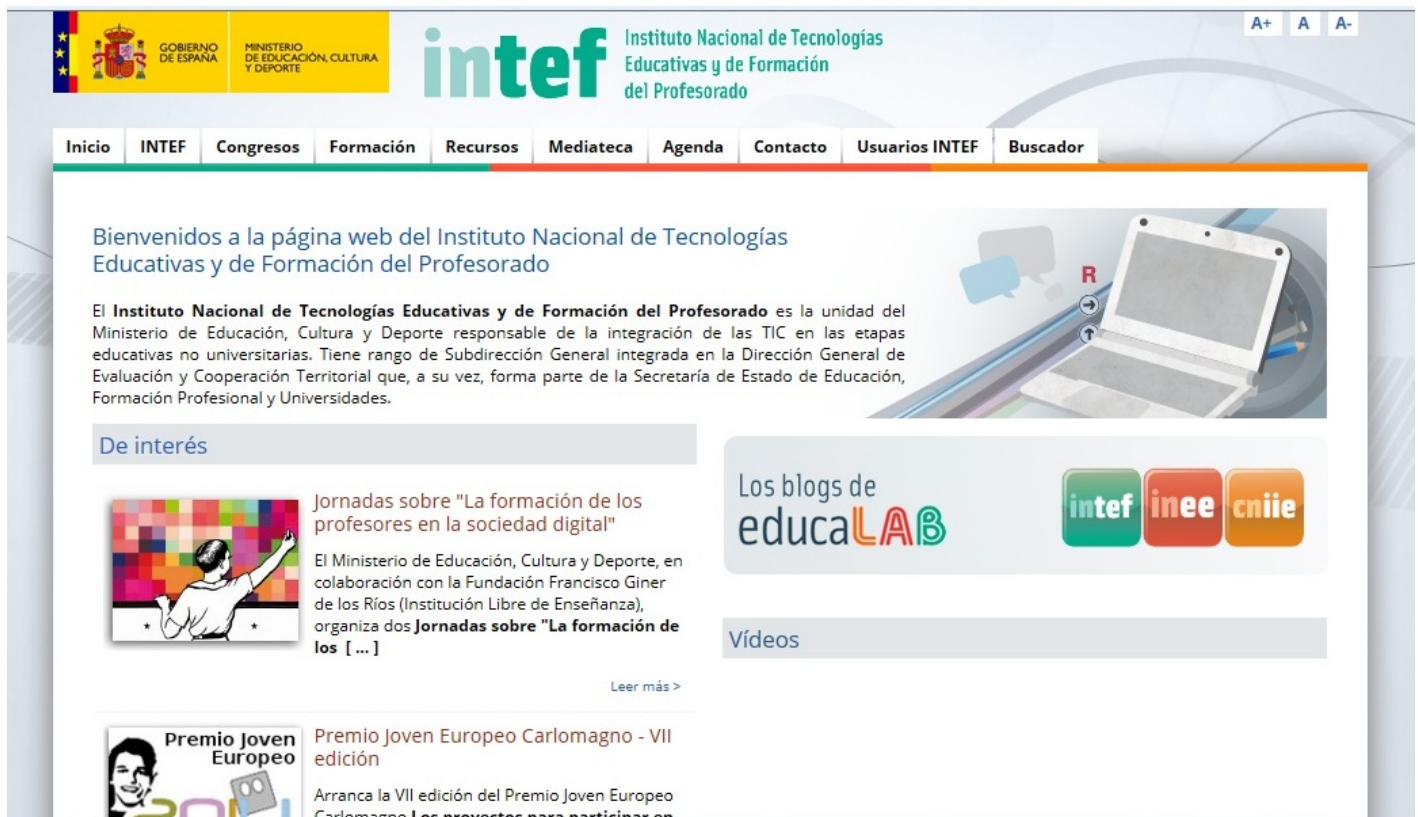 GOBIERNO
DE ESPAÑA
MINISTERIO
DE EDUCACIÓN, CULTURA
Y DEPORTE
intef
Instituto Nacional de Tecnologías
Educativas y de Formación
del Profesorado
A+ A A-
Inicio INTEF Congresos Formación Recursos Mediateca Agenda Contacto Usuarios INTEF Buscador
Bienvenidos a la página web del Instituto Nacional de Tecnologías
Educativas y de Formación del Profesorado
R
El Instituto Nacional de Tecnologías Educativas y de Formación del Profesorado es la unidad del
Ministerio de Educación, Cultura y Deporte responsable de la integración de las TIC en las etapas
educativas no universitarias. Tiene rango de Subdirección General integrada en la Dirección General de
Evaluación y Cooperación Territorial que, a su vez, forma parte de la Secretaría de Estado de Educación,
Formación Profesional y Universidades.
De interés
Jornadas sobre "La formación de los
profesores en la sociedad digital"
El Ministerio de Educación, Cultura y Deporte, en
colaboración con la Fundación Francisco Giner
de los Ríos (Institución Libre de Enseñanza),
organiza dos Jornadas sobre "La formación de
los [ ... ]
Leer más >
Premio Joven
Europeo
2014
Premio Joven Europeo Carlomagno - VII
edición
Arranca la VII edición del Premio Joven Europeo
Carlomagno Los proyectos para participar en
Los blogs de
educaLAB
intef inee cniie
Vídeos